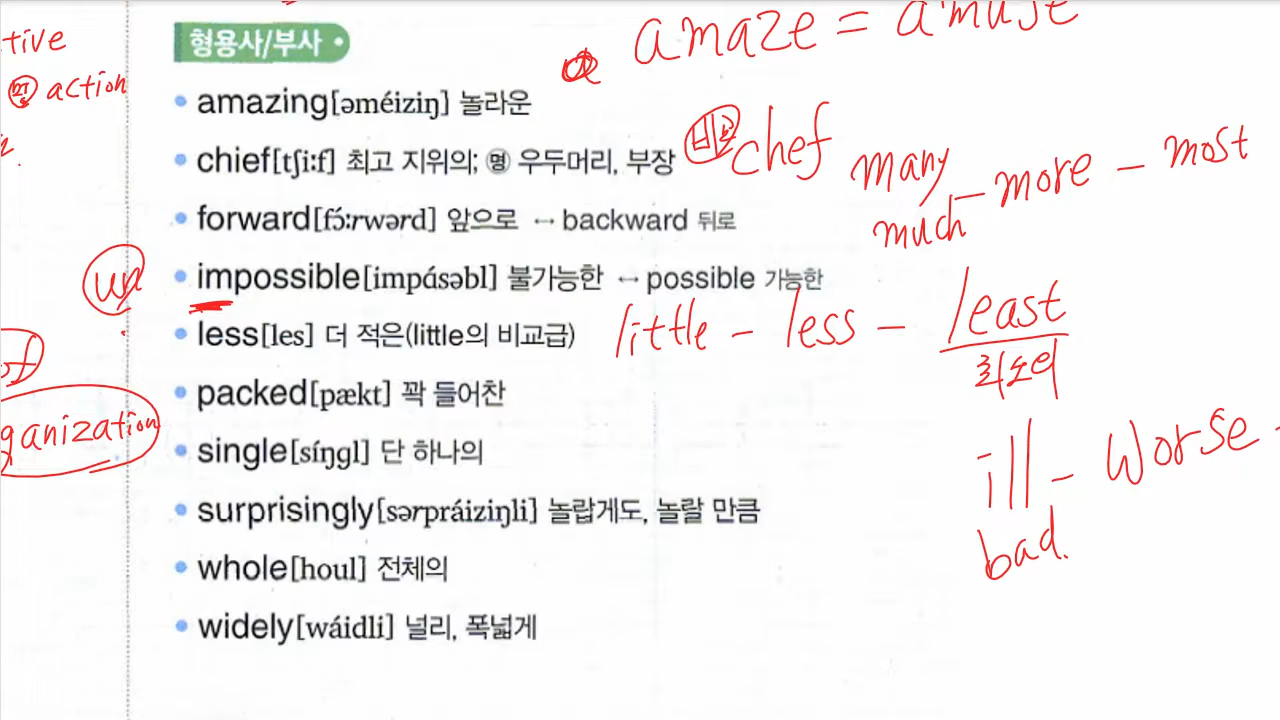 tive
action
형용사/부사
amaze = amuse
amazing[əméiziŋ] 놀라운
chief[tʃiːf] 최고 지위의; 명 우두머리, 부장
chef
many
much - more - most
forward[fɔ́ːrwərd] 앞으로 ↔ backward 뒤로
un
impossible[impάsəbl] 불가능한 ↔ possible 가능한
less[les] 더 적은(little의 비교급)
little - less - least
최소의
of
packed[pækt] 꽉 들어찬
ganization
single[síŋgl] 단 하나의
ill - worse -
bad.
surprisingly[sərpráiziŋli] 놀랍게도, 놀랄 만큼
whole[houl] 전체의
widely[wáidli] 널리, 폭넓게